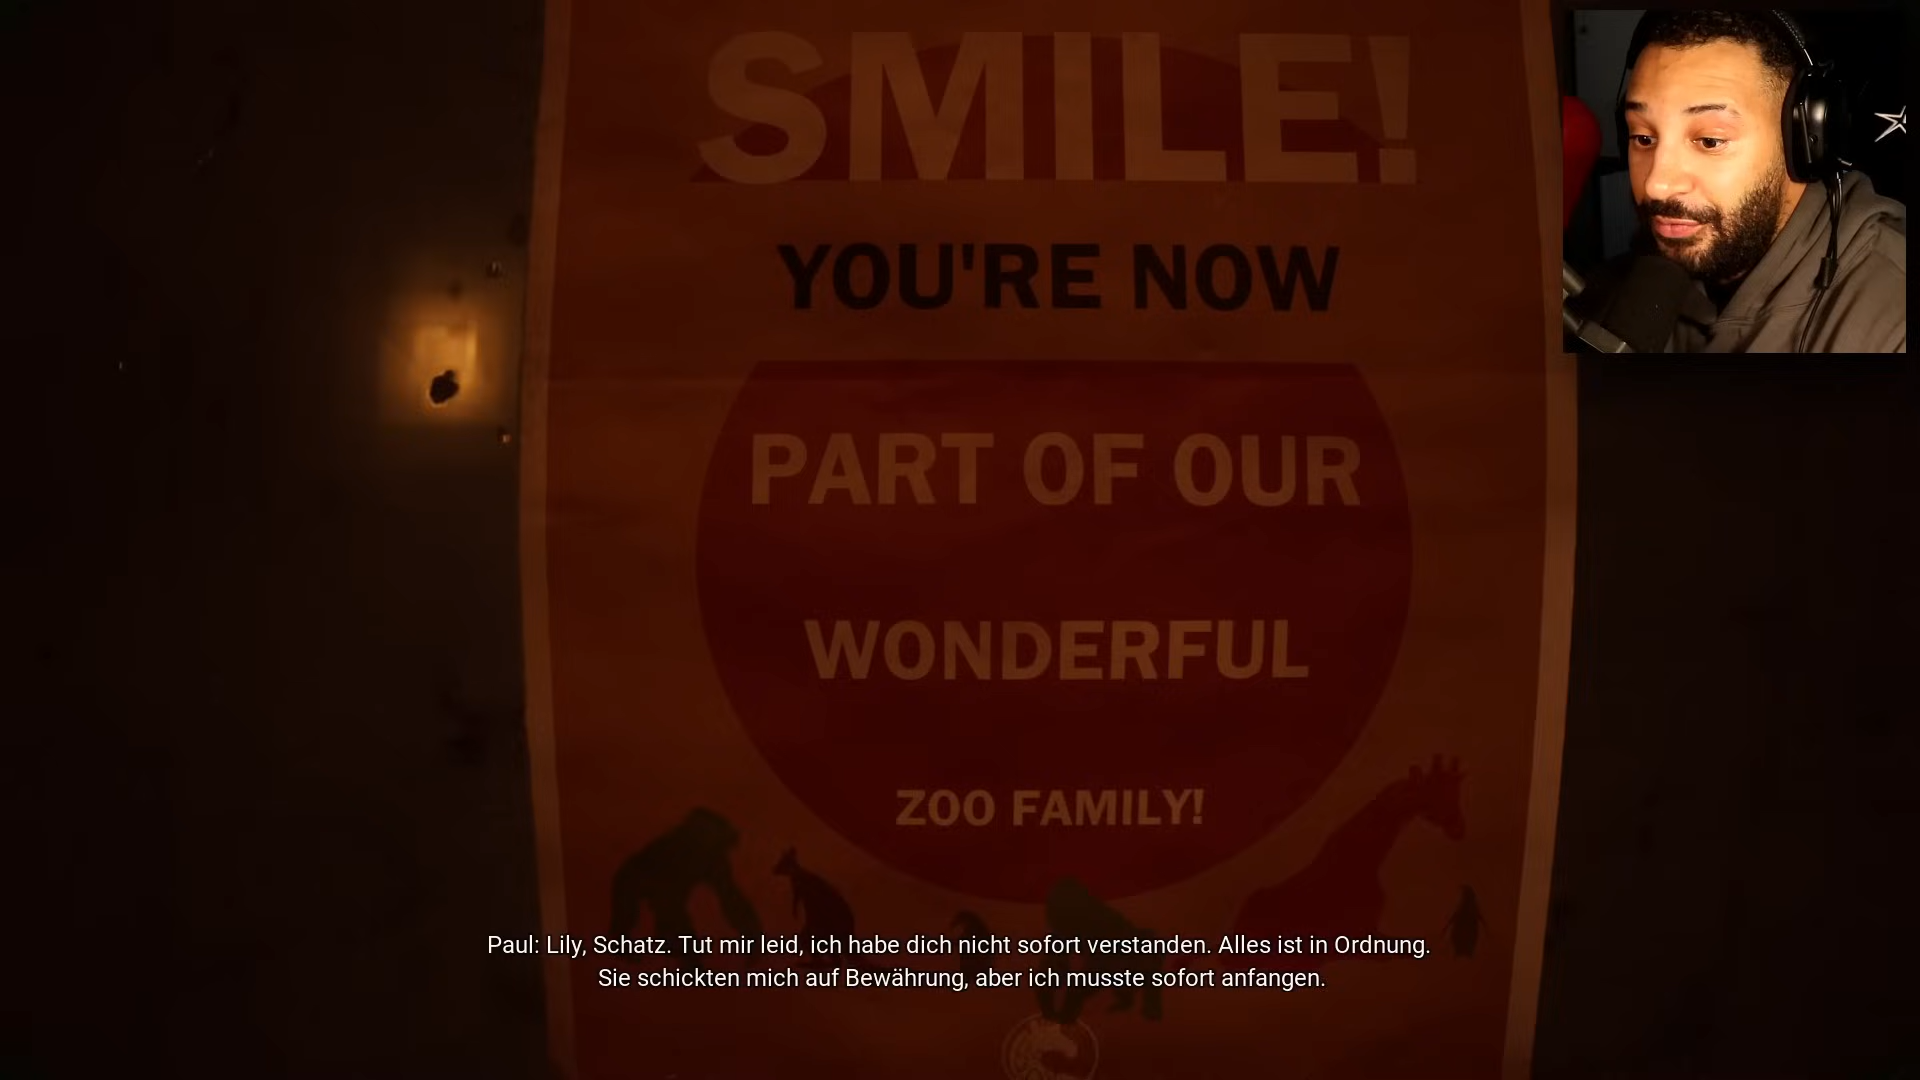 SMILE!
YOU'RE NOW
PART OF OUR
WONDERFUL
ZOO FAMILY!
Paul: Lily, Schatz. Tut mir leid, ich habe dich nicht sofort verstanden. Alles ist in Ordnung.
Sie schickten mich auf Bewährung, aber ich musste sofort anfangen.